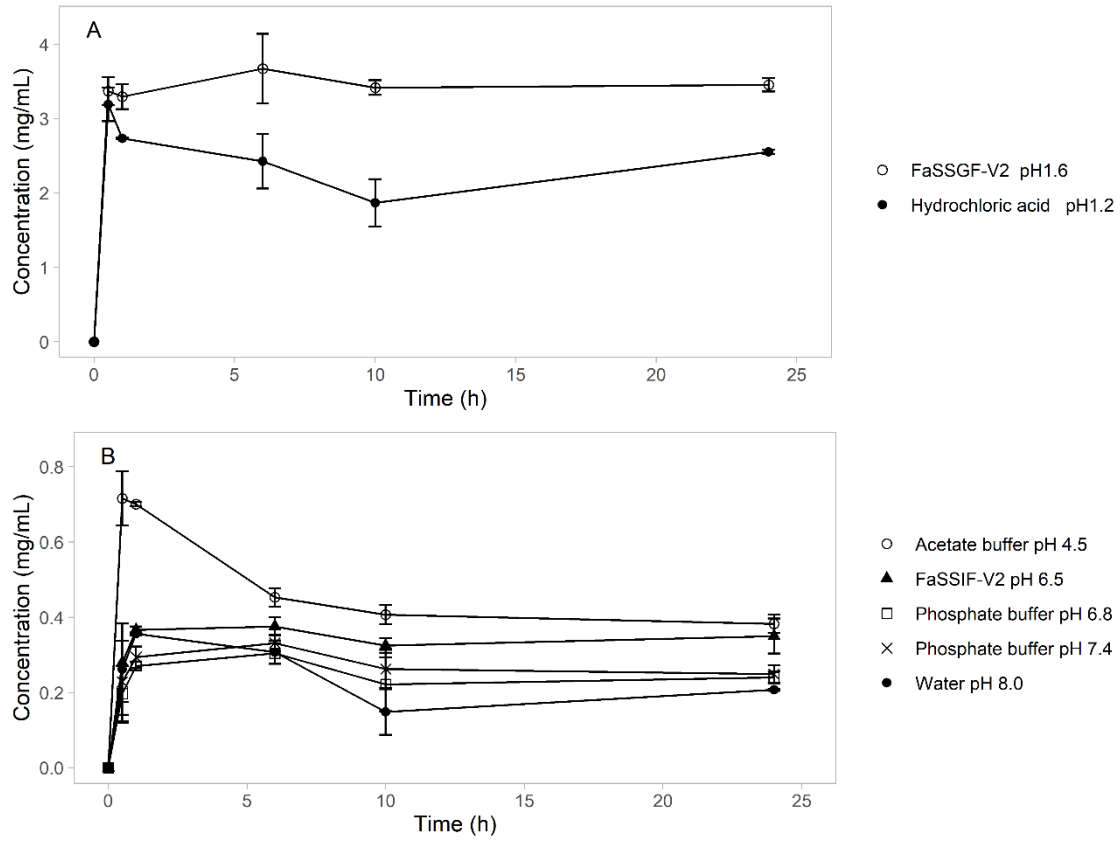 A
Concentration (mg/mL)
4
3
2
1
0
0 5 10 15 20 25
Time (h)
FaSSGF-V2 pH1.6
Hydrochloric acid pH1.2
B
Concentration (mg/mL)
0.8
0.6
0.4
0.2
0.0
0 5 10 15 20 25
Time (h)
Acetate buffer pH 4.5
FaSSIF-V2 pH 6.5
Phosphate buffer pH 6.8
Phosphate buffer pH 7.4
Water pH 8.0